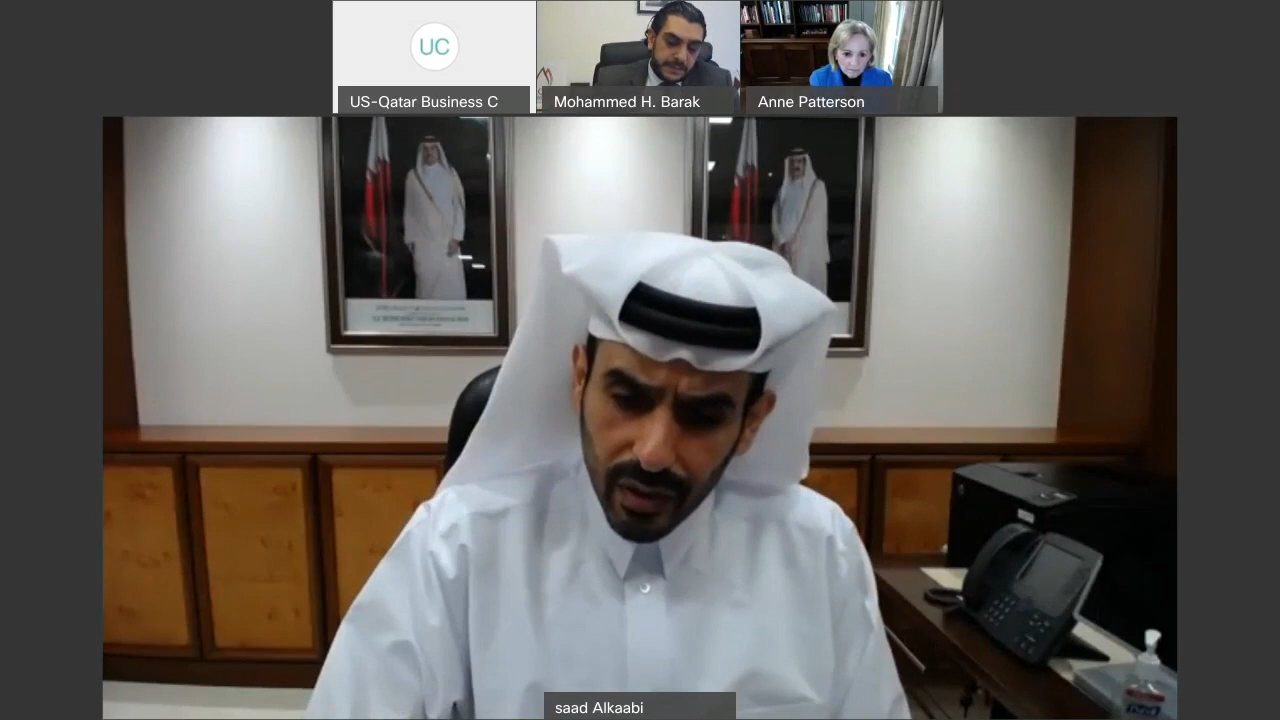 UC
US-Qatar Business C
Mohammed H. Barak
Anne Patterson
saad Alkaabi